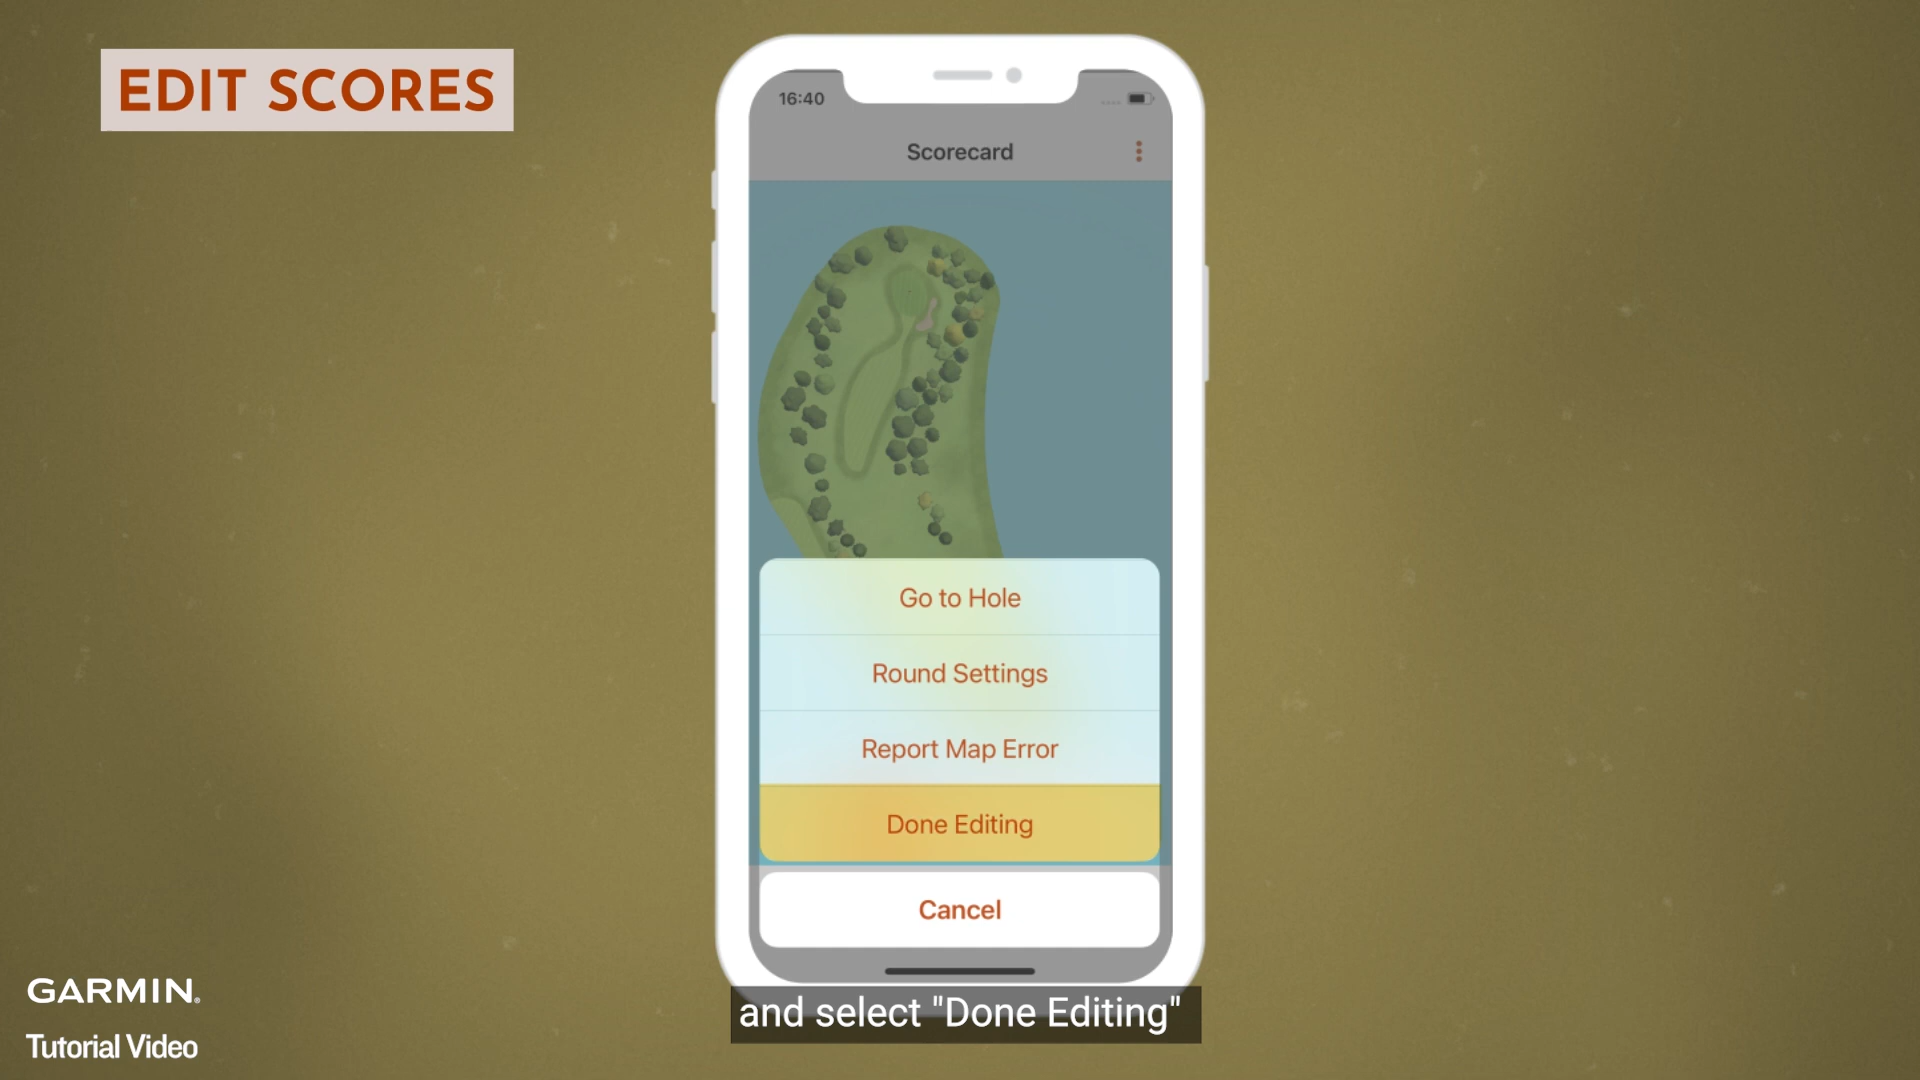 EDIT SCORES
16:40
Scorecard
Go to Hole
Round Settings
Report Map Error
Done Editing
Cancel
and select "Done Editing"
GARMIN®
Tutorial Video